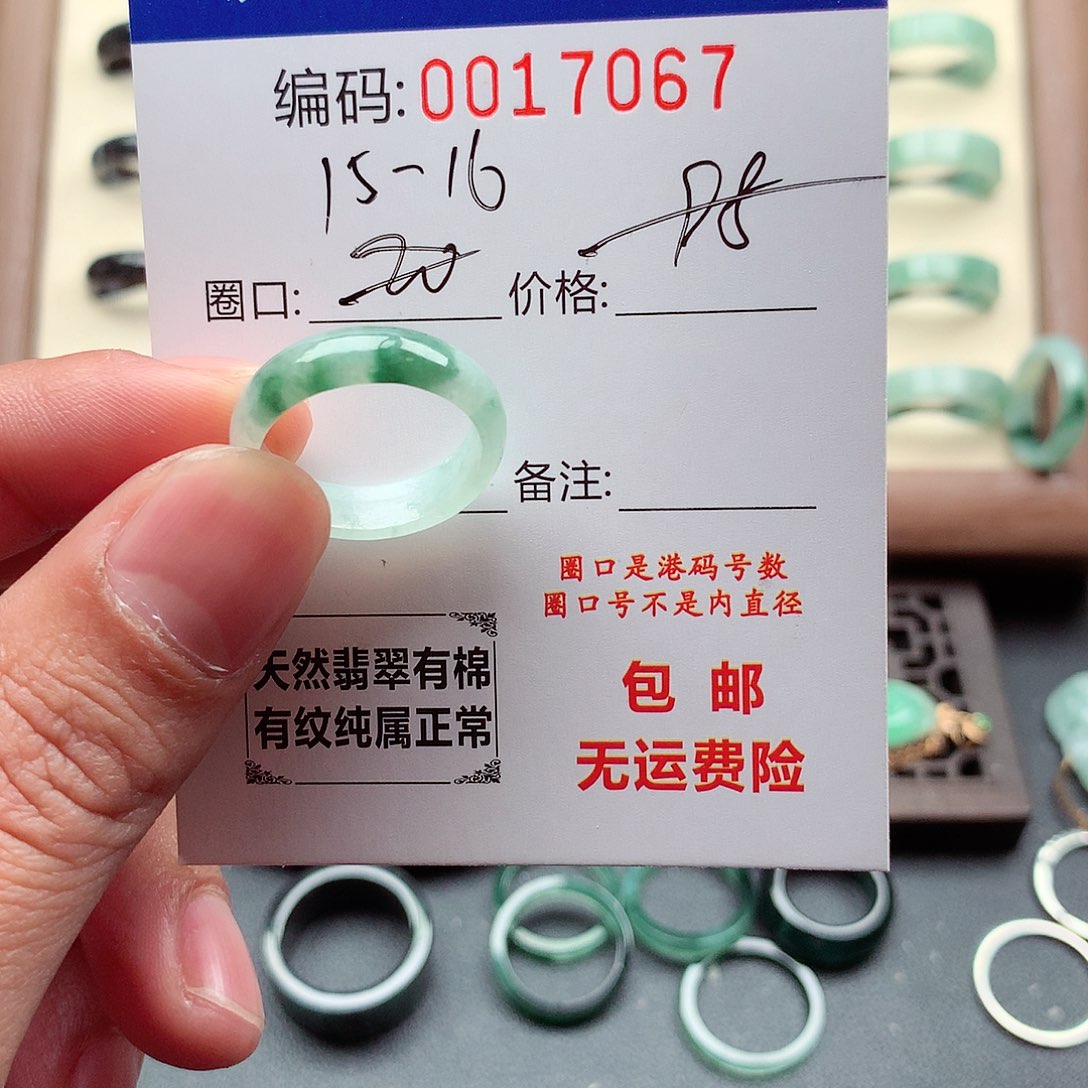 编码:0017067
15-16
圈口: 20 价格:
备注:
圈口是港码号数
圈口号不是内直径
天然翡翠有棉
有纹纯属正常
包 邮
无运费险